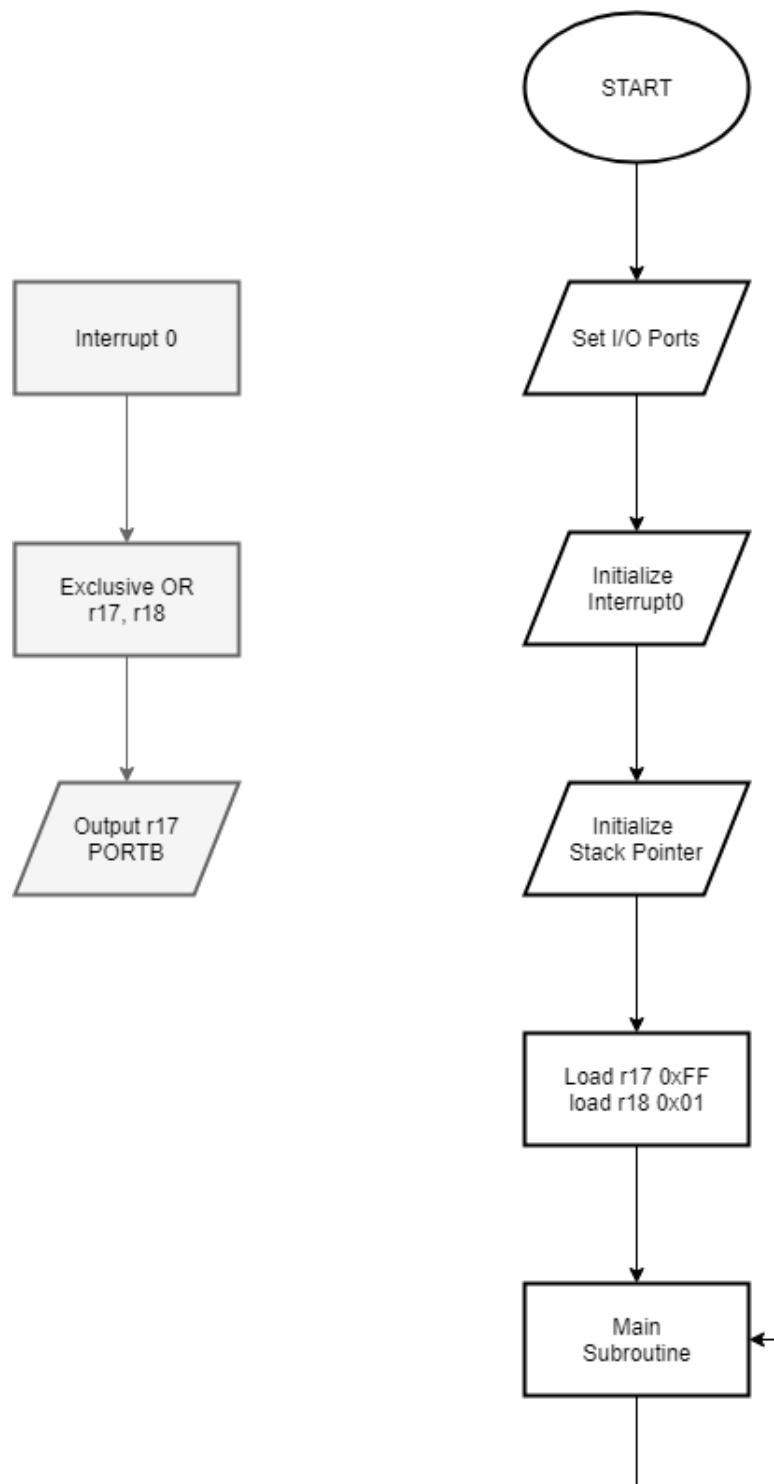 START
Interrupt 0
Set I/O Ports
Exclusive OR
r17, r18
Initialize
Interrupt0
Output r17
PORTB
Initialize
Stack Pointer
Load r17 0xFF
load r18 0x01
Main
Subroutine